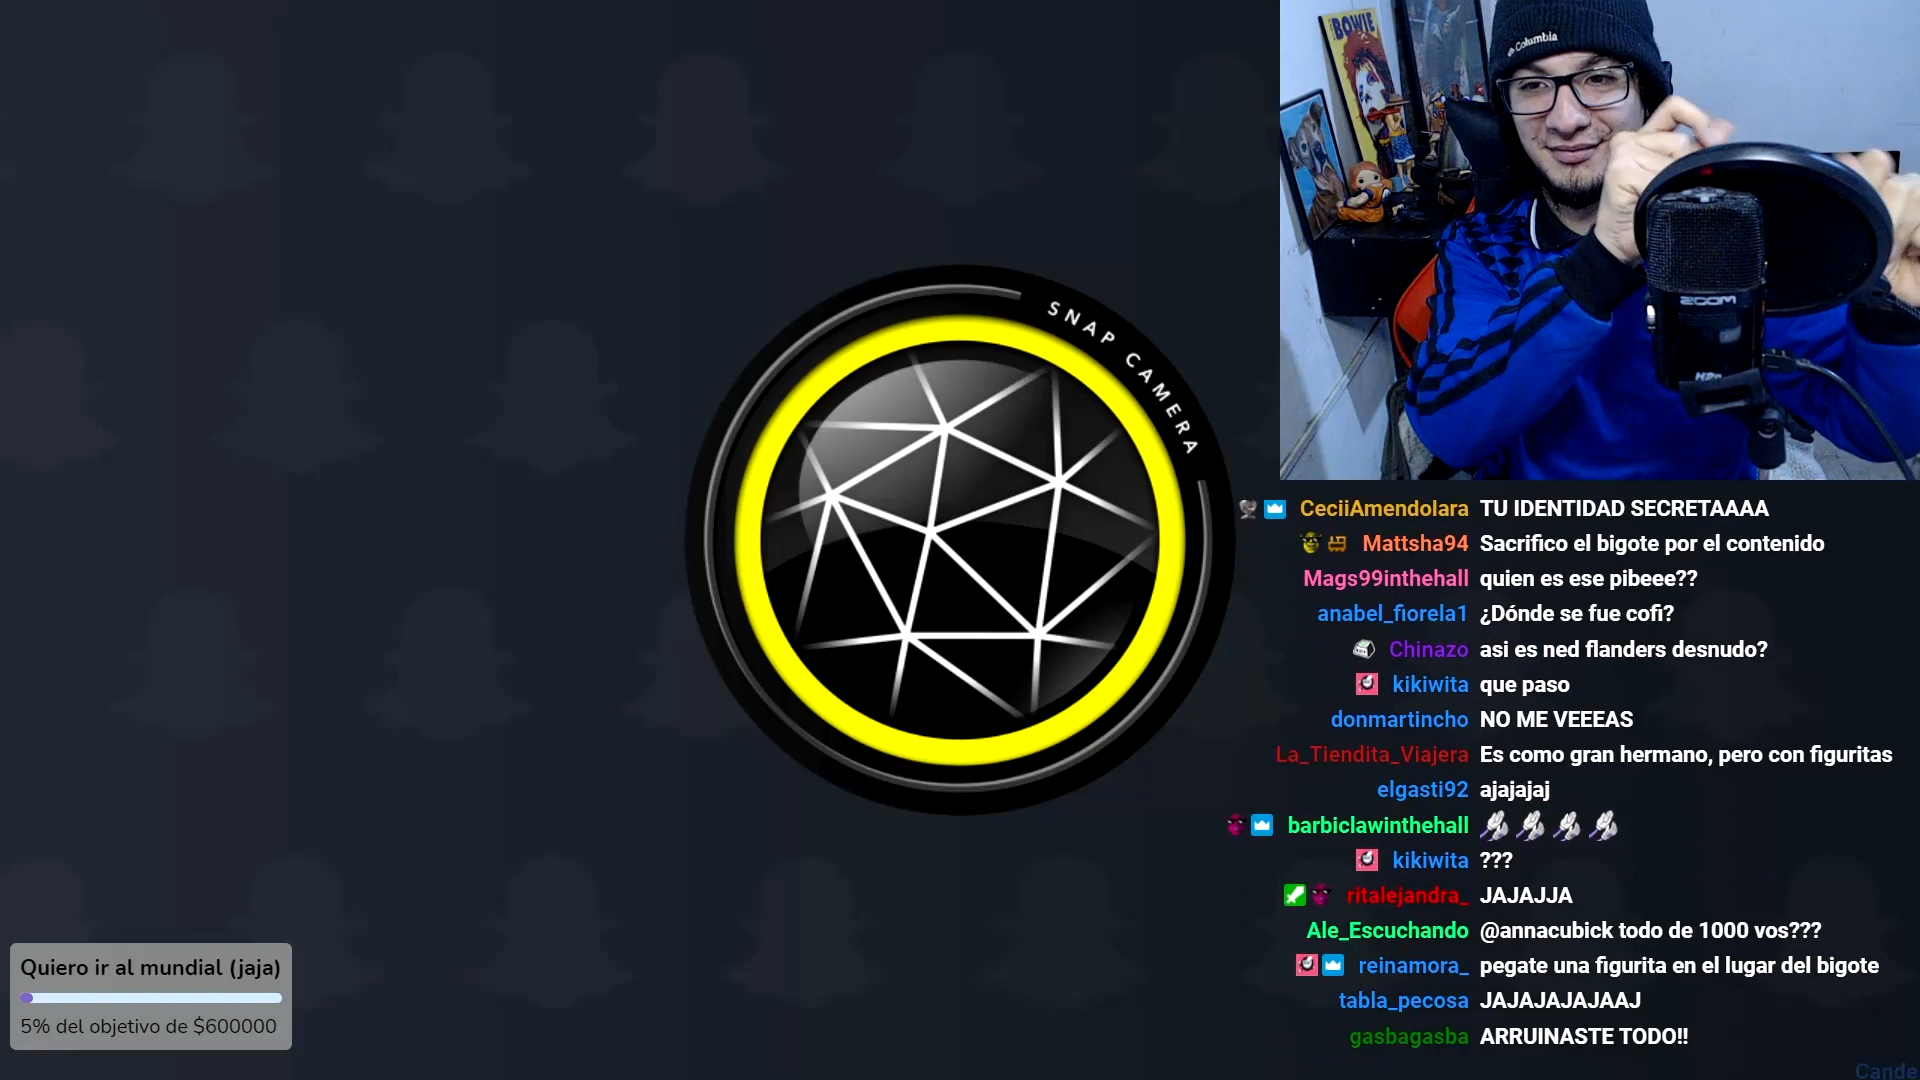 BOWIE
Columbia
ZOOM
H2n
SNAP CAMERA
CeciiAmendolara TU IDENTIDAD SECRETAAAA
Mattsha94 Sacrifico el bigote por el contenido
Mags99inthehall quien es ese pibeee??
anabel_fiorela1 ¿Dónde se fue cofi?
Chinazo asi es ned flanders desnudo?
kikiwita que paso
donmartincho NO ME VEEEAS
La_Tiendita_Viajera Es como gran hermano, pero con figuritas
elgasti92 ajajajaj
barbiclawinthehall
kikiwita ???
ritalejandra_ JAJAJJA
Ale_Escuchando @annacubick todo de 1000 vos???
reinamora_ pegate una figurita en el lugar del bigote
tabla_pecosa JAJAJAJAJAAJ
gasbagasba ARRUINASTE TODO!!
Cande
Quiero ir al mundial (jaja)
5% del objetivo de $600000